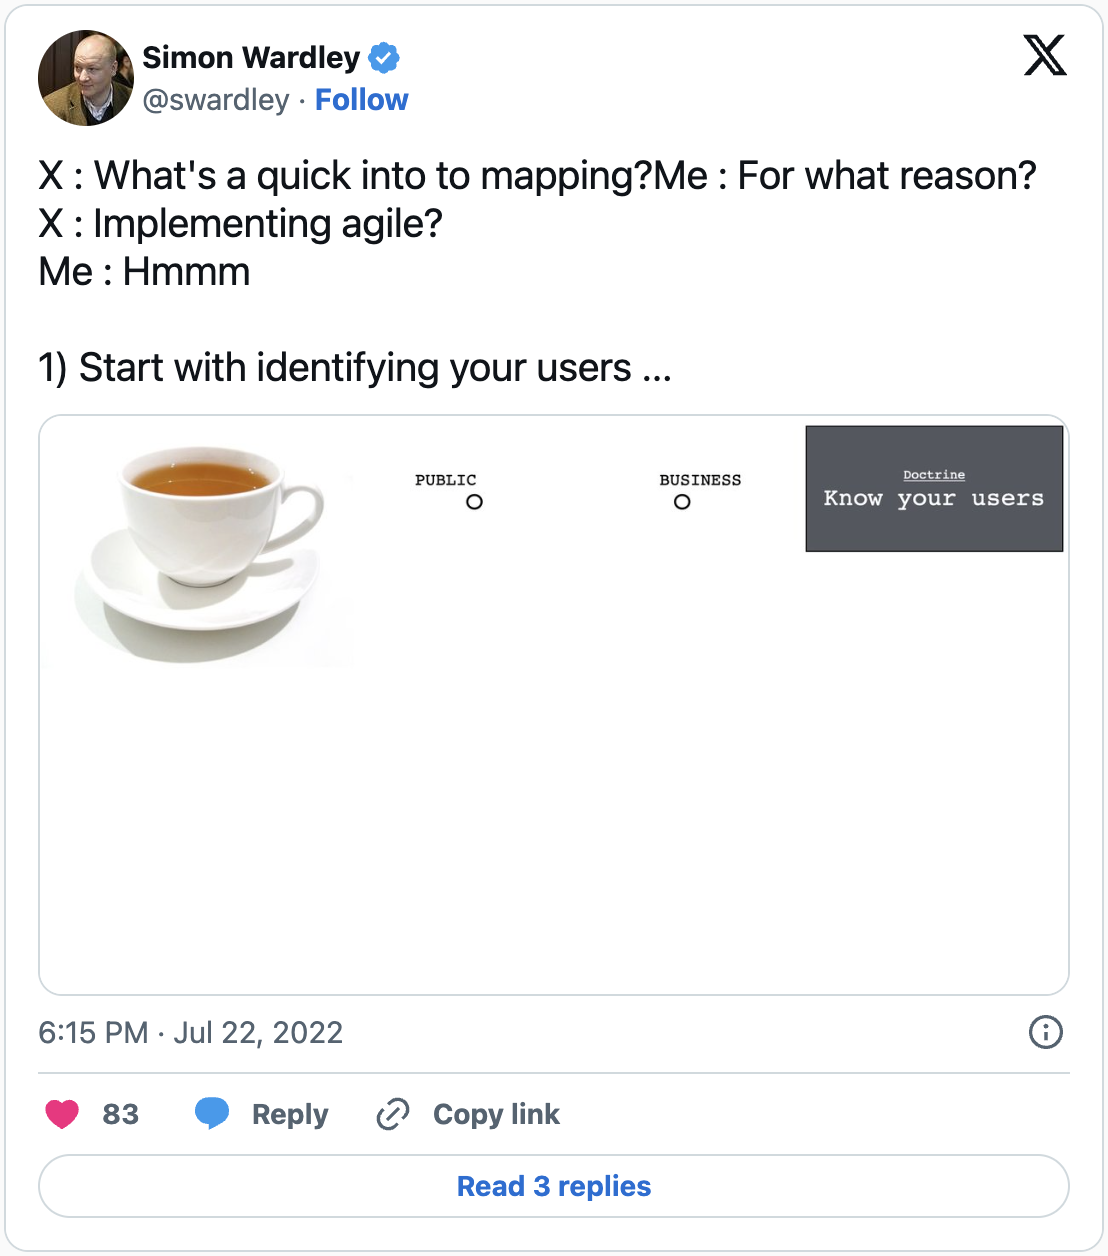 Simon Wardley
@swardley · Follow
X : What's a quick into to mapping?Me : For what reason?
X : Implementing agile?
Me : Hmmm
1) Start with identifying your users ...
PUBLIC
BUSINESS
Doctrine
Know your users
6:15 PM · Jul 22, 2022
83
Reply
Copy link
Read 3 replies